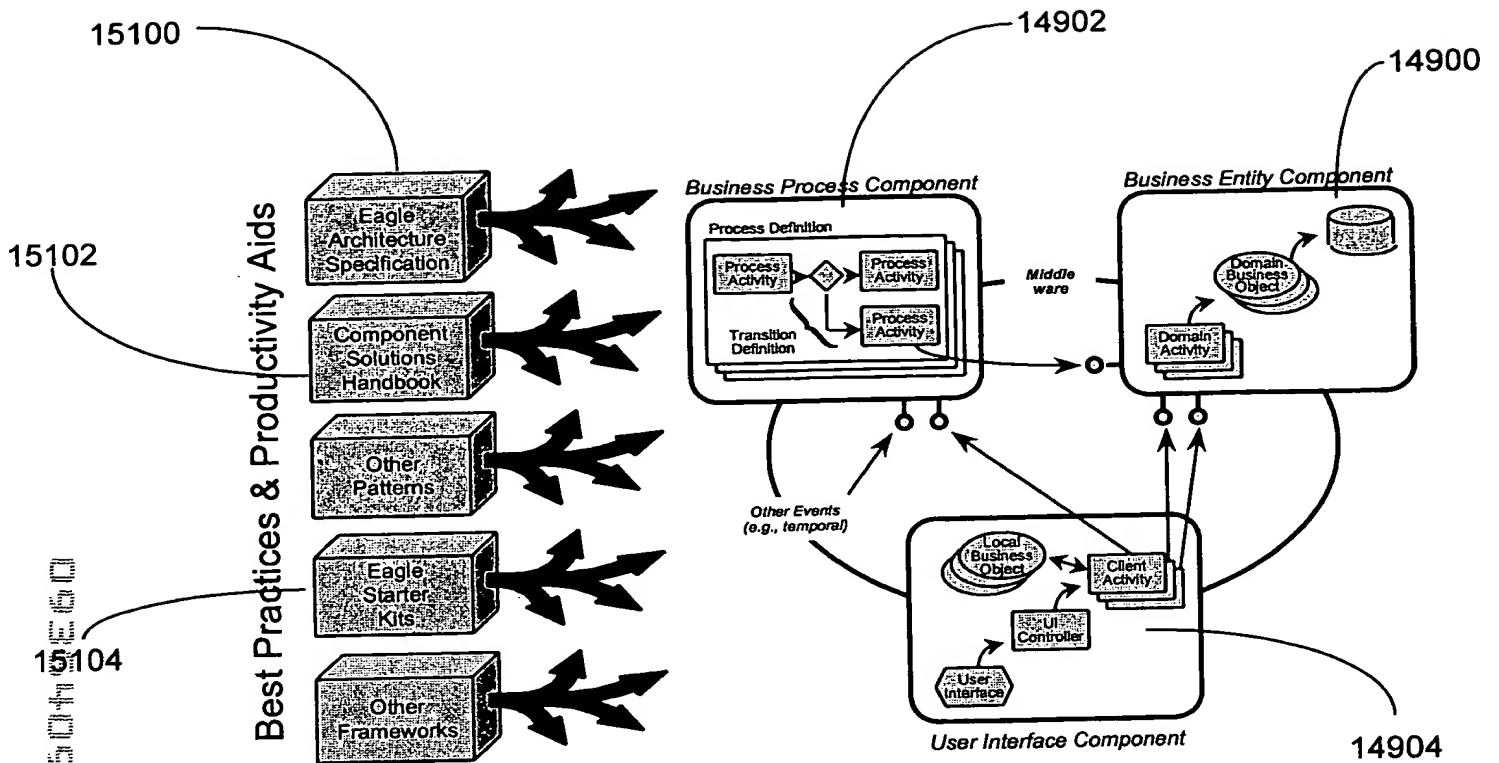 15100
14902
14900
15102
15104
14904
Best Practices & Productivity Aids
Eagle
Architecture
Specification
Component
Solutions
Handbook
Other
Patterns
Eagle
Starter
Kits
Other
Frameworks
Business Process Component
Process Definition
Process
Activity
Process
Activity
Process
Activity
Transition
Definition
Middle
ware
Business Entity Component
Domain
Business
Object
Domain
Activity
Other Events
(e.g., temporal)
Local
Business
Object
Client
Activity
UI
Controller
User
Interface
User Interface Component